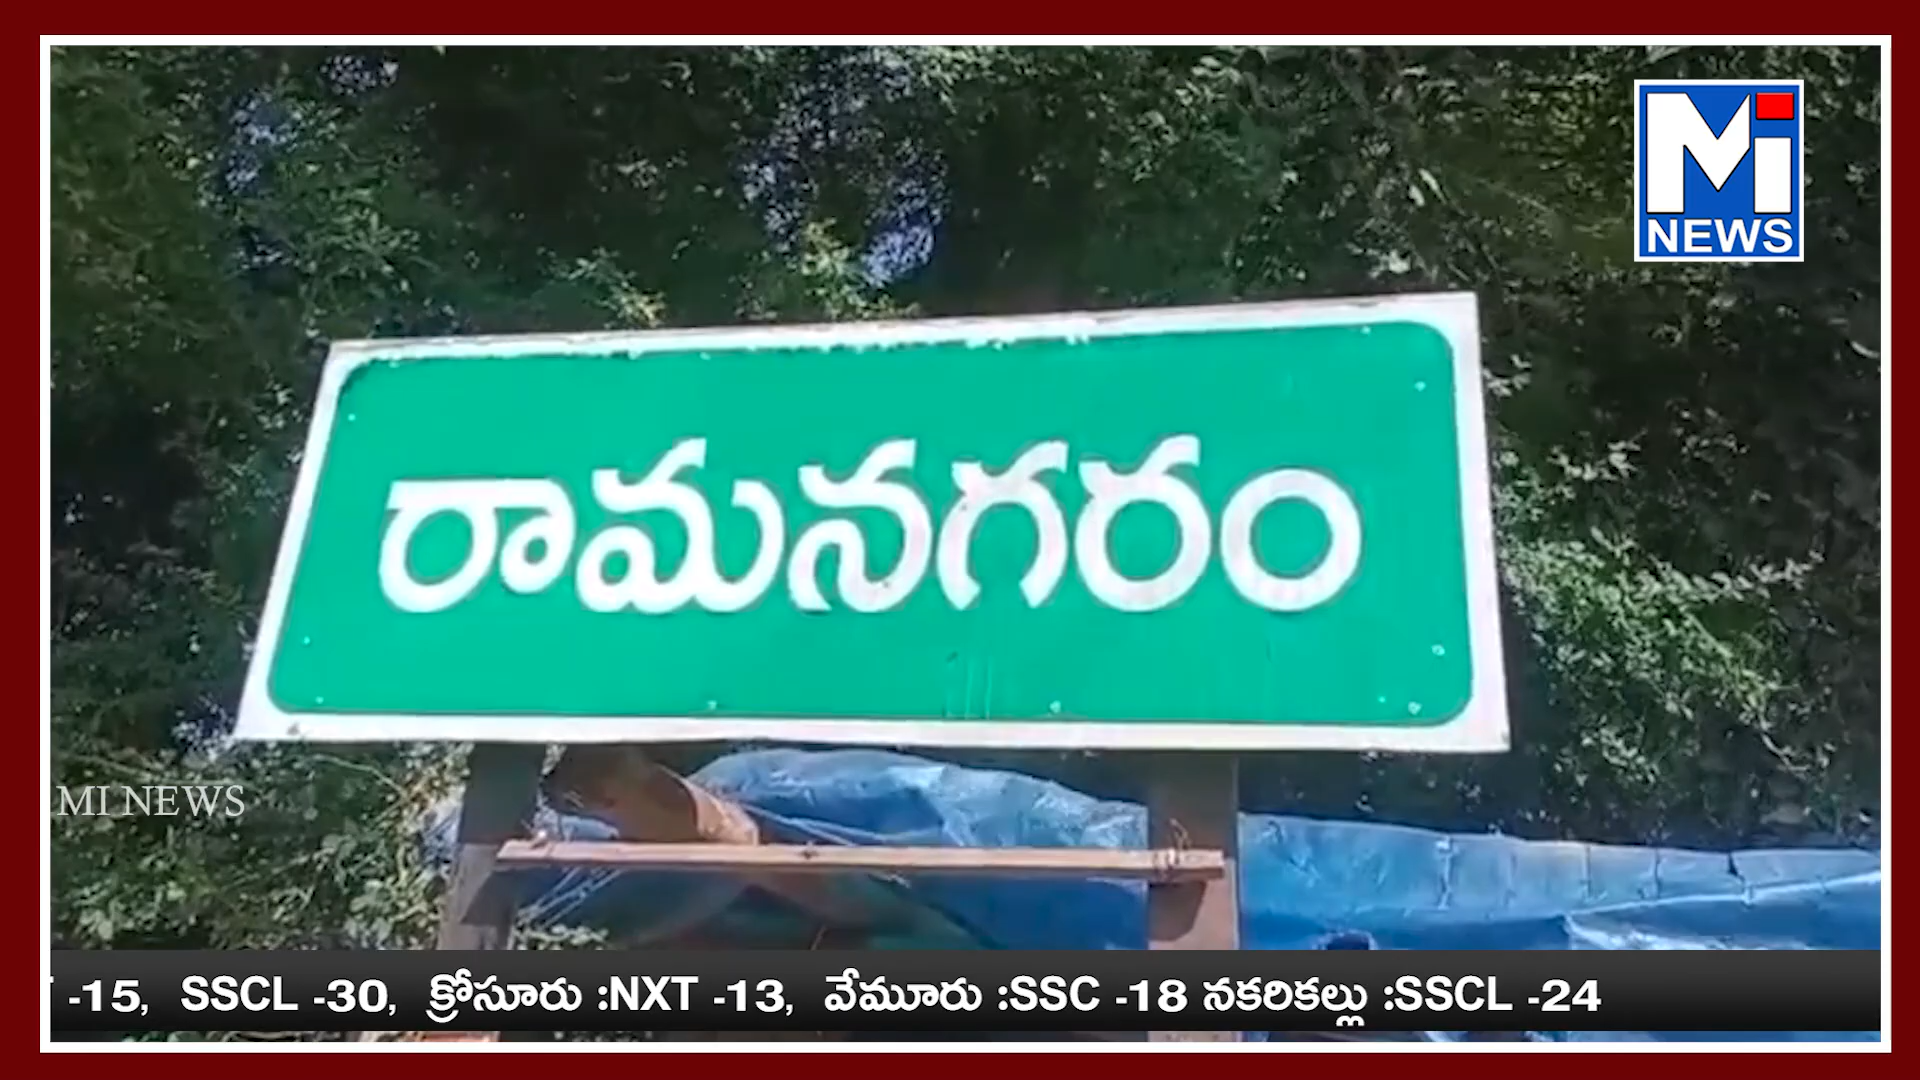 Mi
NEWS
రామనగరం
MI NEWS
-15, SSCL -30, క్రోసూరు :NXT -13, వేమూరు :SSC -18 నకరికల్లు :SSCL -24